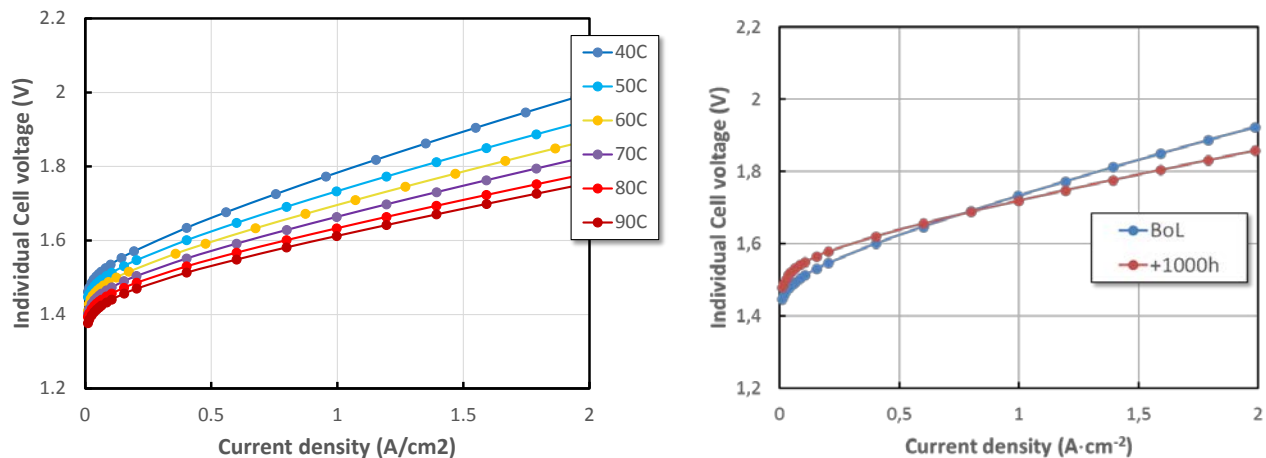 2.2
2
1.8
1.6
1.4
1.2
Individual Cell voltage (V)
0
0.5
1
1.5
2
Current density (A/cm2)
40C
50C
60C
70C
80C
90C
2,2
2
1,8
1,6
1,4
1,2
Individual Cell voltage (V)
0
0,5
1
1,5
2
Current density (A·cm⁻²)
BoL
+1000h